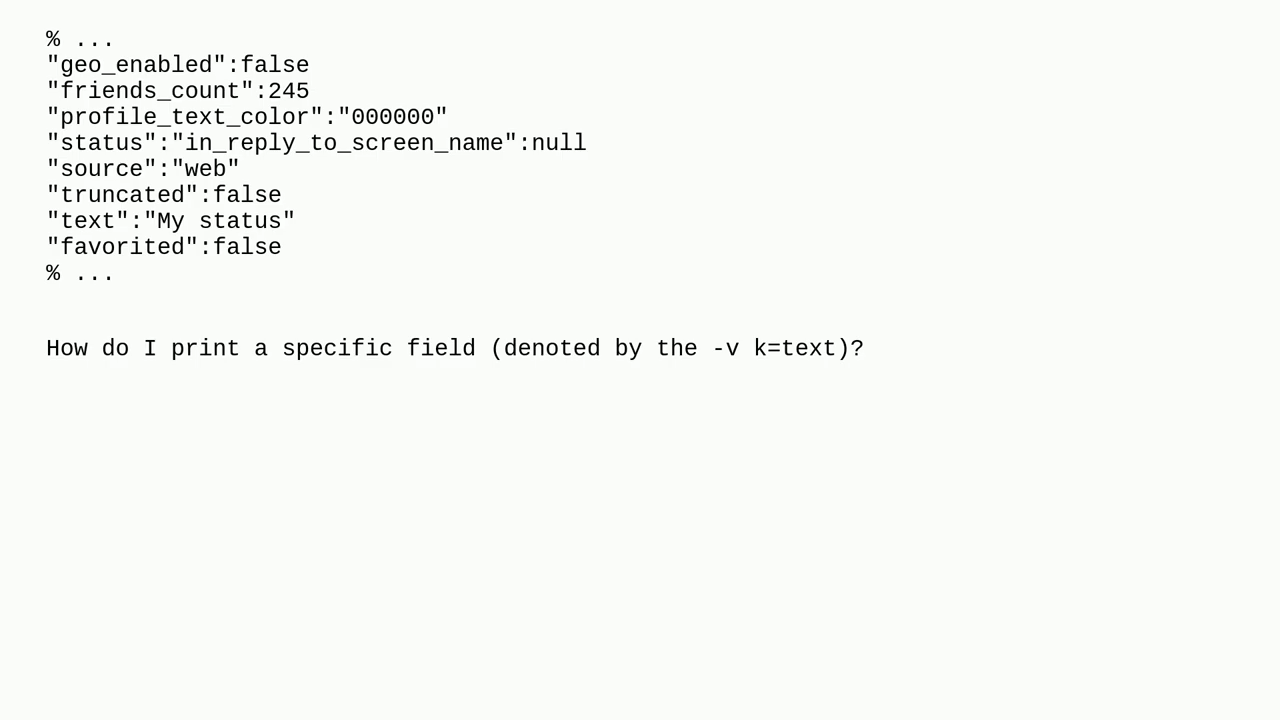 % ...
"geo_enabled":false
"friends_count":245
"profile_text_color":"000000"
"status":"in_reply_to_screen_name":null
"source":"web"
"truncated":false
"text":"My status"
"favorited":false
% ...
How do I print a specific field (denoted by the -v k=text)?